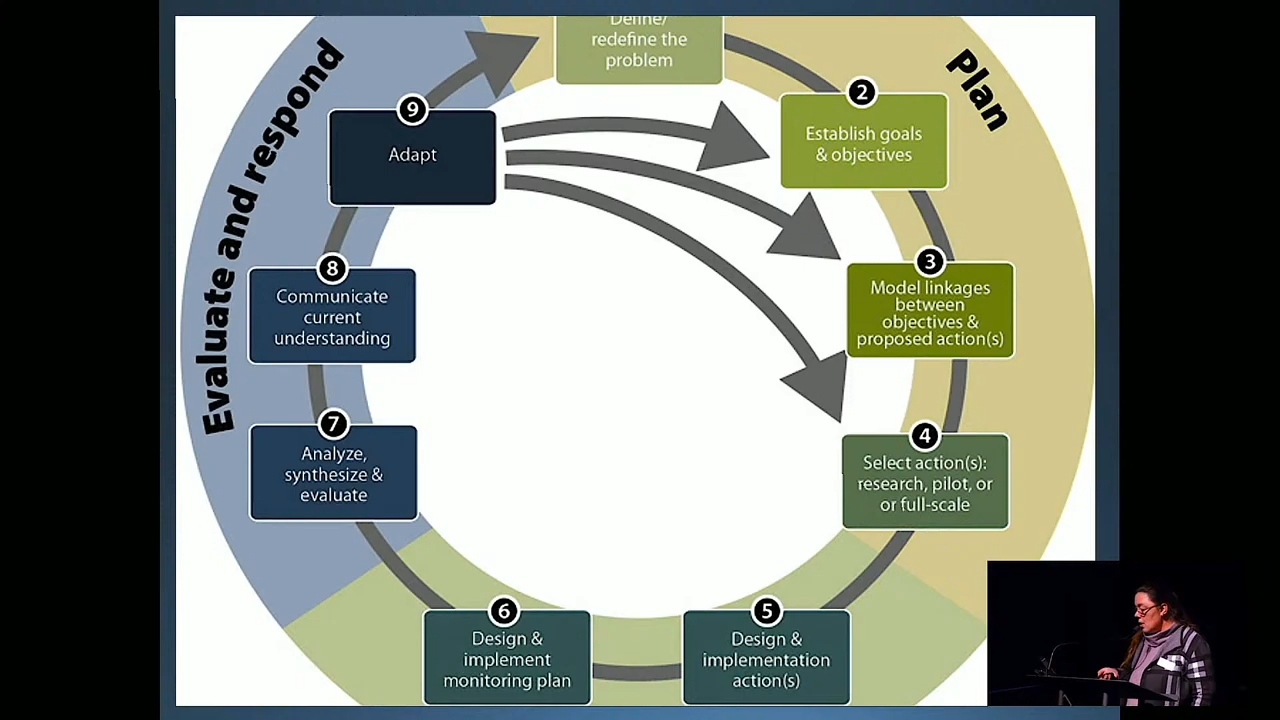 Define/
redefine the
problem
Plan
2
Establish goals
& objectives
3
Model linkages
between
objectives &
proposed action(s)
4
Select action(s):
research, pilot, or
or full-scale
5
Design &
implementation
action(s)
6
Design &
implement
monitoring plan
7
Analyze,
synthesize &
evaluate
8
Communicate
current
understanding
9
Adapt
Evaluate and respond